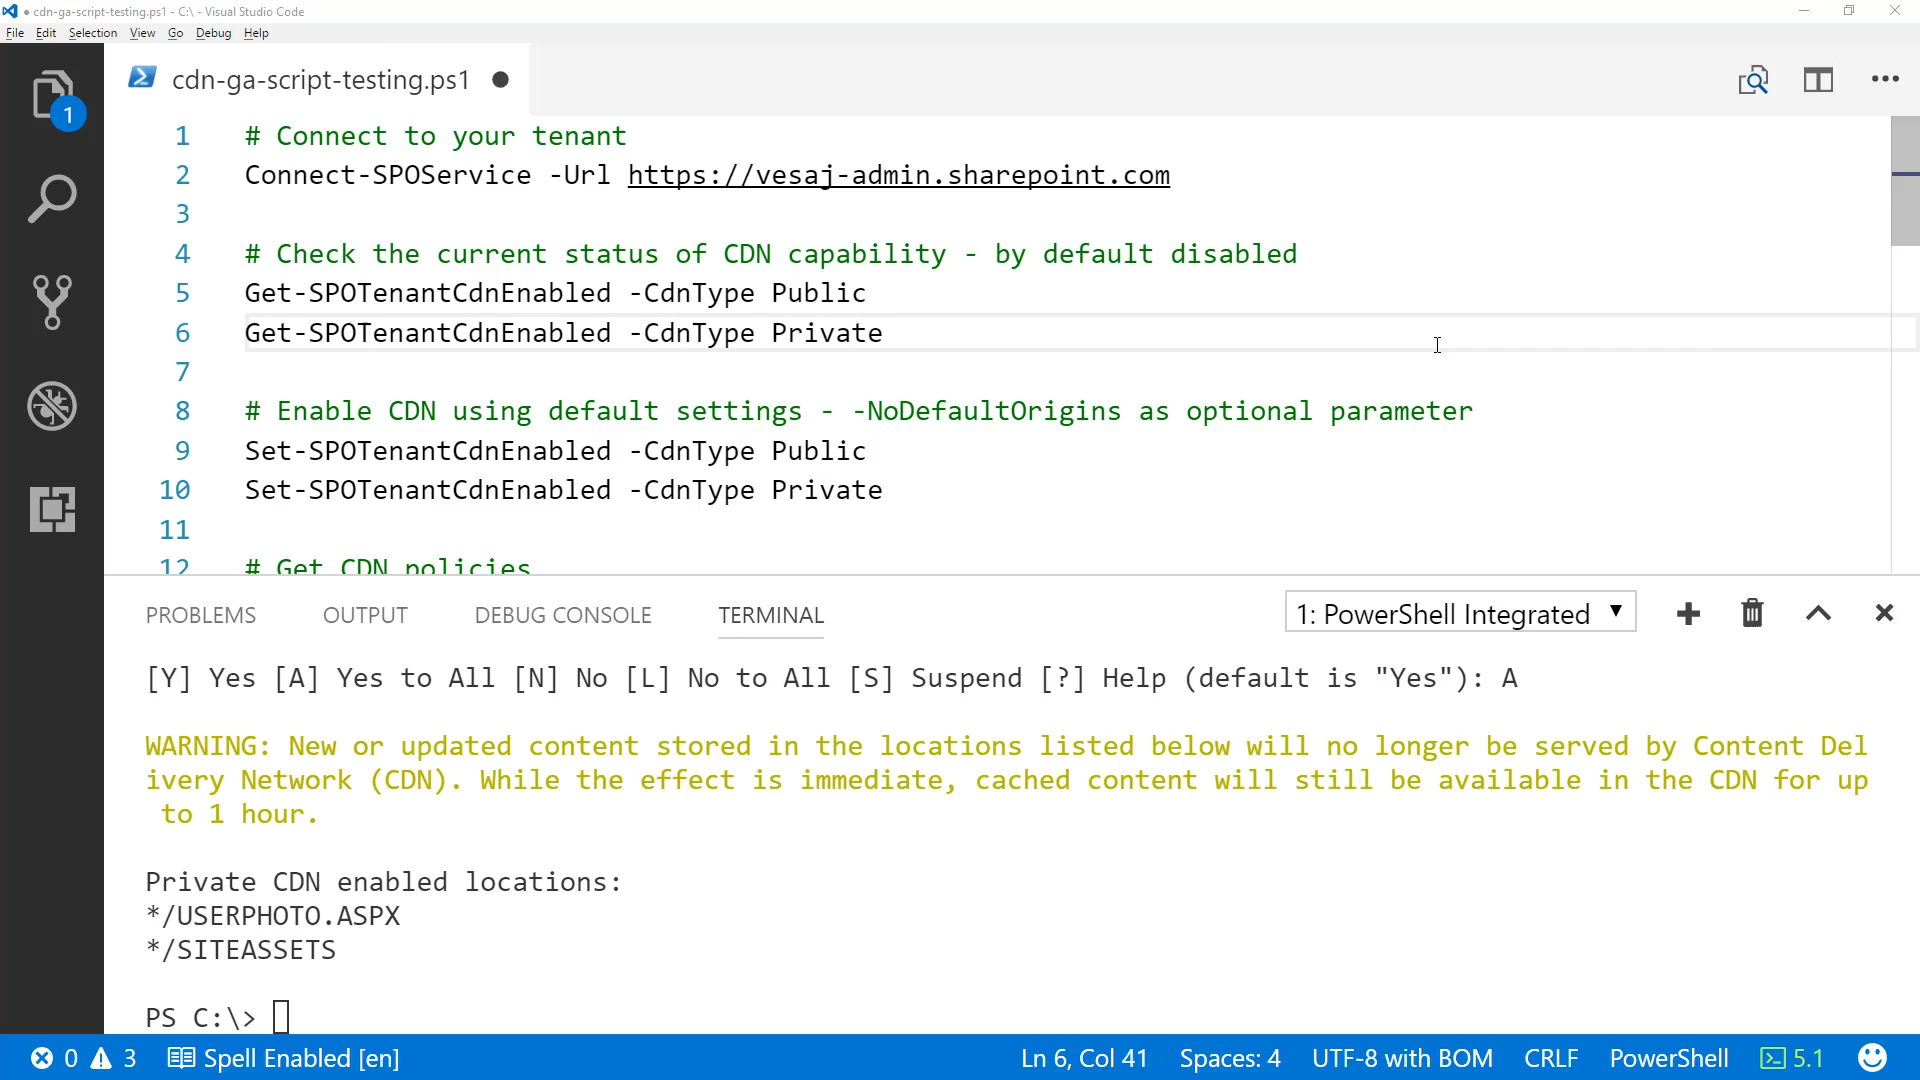 cdn-ga-script-testing.ps1 - C:\ - Visual Studio Code
File Edit Selection View Go Debug Help
1
cdn-ga-script-testing.ps1
1 # Connect to your tenant
2 Connect-SPOService -Url https://vesaj-admin.sharepoint.com
3
4 # Check the current status of CDN capability - by default disabled
5 Get-SPOTenantCdnEnabled -CdnType Public
6 Get-SPOTenantCdnEnabled -CdnType Private
7
8 # Enable CDN using default settings - -NoDefaultOrigins as optional parameter
9 Set-SPOTenantCdnEnabled -CdnType Public
10 Set-SPOTenantCdnEnabled -CdnType Private
11
12 # Get CDN policies
PROBLEMS OUTPUT DEBUG CONSOLE TERMINAL 1: PowerShell Integrated
[Y] Yes [A] Yes to All [N] No [L] No to All [S] Suspend [?] Help (default is "Yes"): A
WARNING: New or updated content stored in the locations listed below will no longer be served by Content Del
ivery Network (CDN). While the effect is immediate, cached content will still be available in the CDN for up
to 1 hour.
Private CDN enabled locations:
*/USERPHOTO.ASPX
*/SITEASSETS
PS C:\>
0 3 Spell Enabled [en] Ln 6, Col 41 Spaces: 4 UTF-8 with BOM CRLF PowerShell 5.1